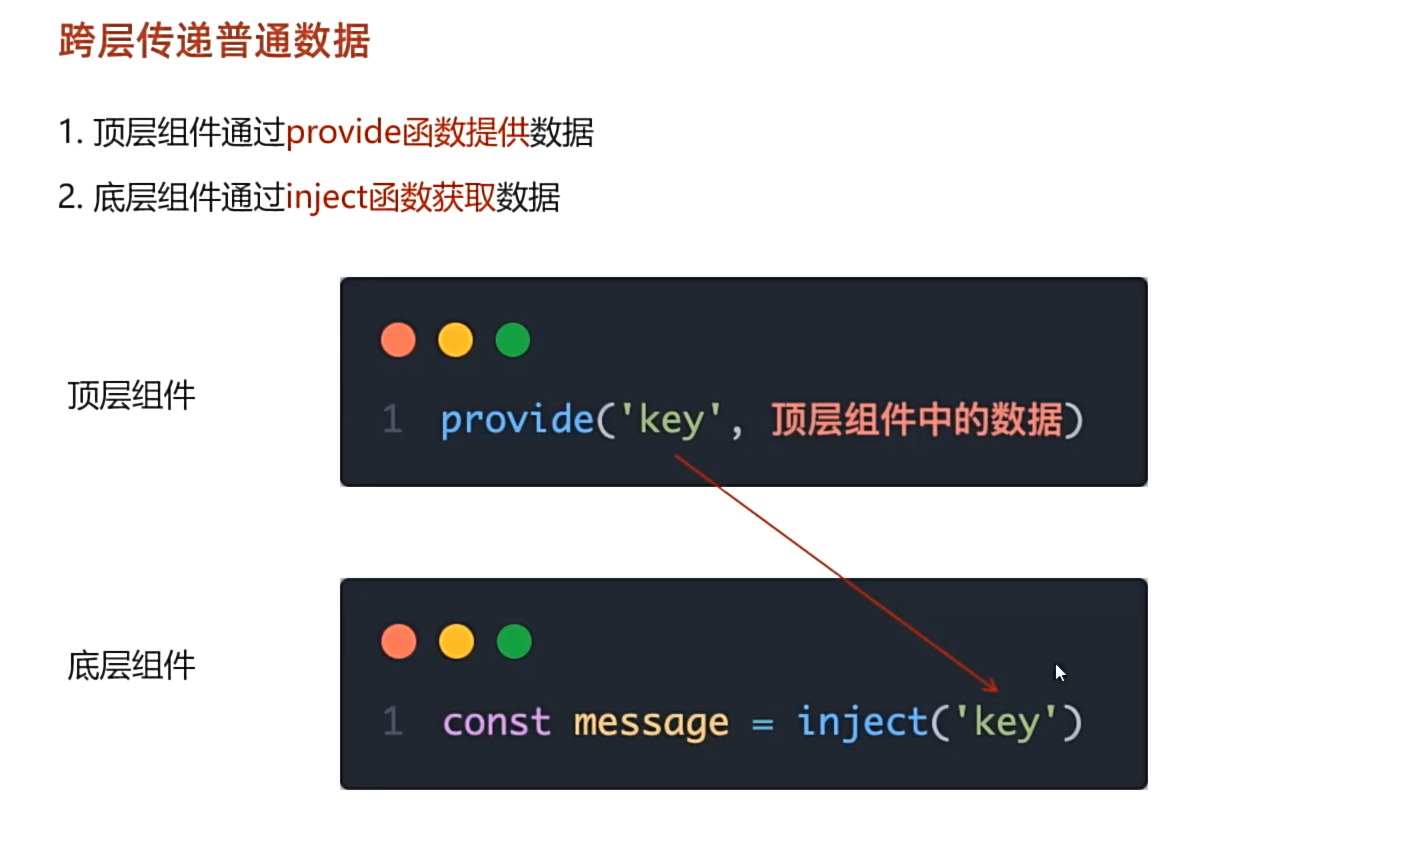 跨层传递普通数据
1. 顶层组件通过provide函数提供数据
2. 底层组件通过inject函数获取数据
顶层组件
1 provide('key', 顶层组件中的数据)
底层组件
1 const message = inject('key')